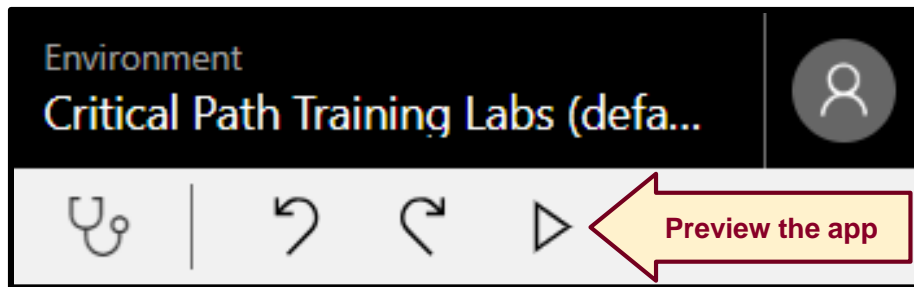 Environment
Critical Path Training Labs (defa...
Preview the app